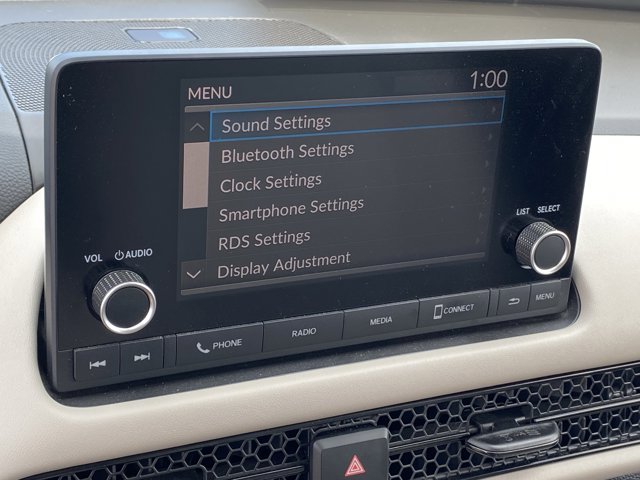 MENU 1:00
Sound Settings
Bluetooth Settings
Clock Settings
Smartphone Settings
RDS Settings
Display Adjustment
VOL AUDIO
LIST SELECT
PHONE RADIO MEDIA CONNECT MENU